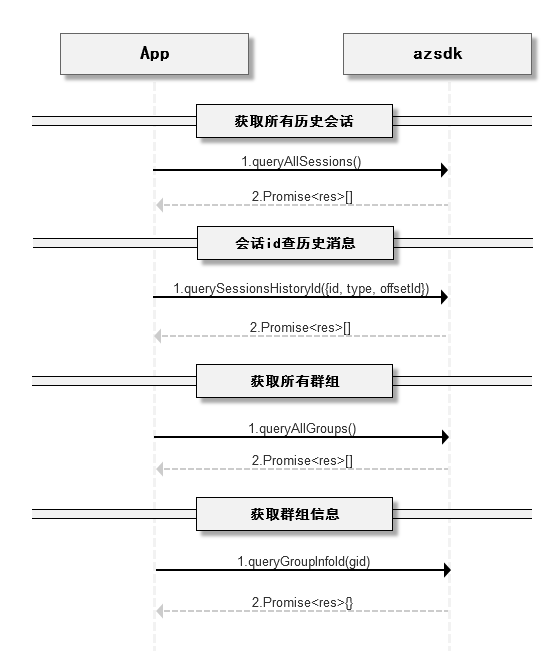 App
azsdk
获取所有历史会话
1.queryAllSessions()
2.Promise<res>[]
会话id查历史消息
1.querySessionsHistoryId({id, type, offsetId})
2.Promise<res>[]
获取所有群组
1.queryAllGroups()
2.Promise<res>[]
获取群组信息
1.queryGroupInfoId(gid)
2.Promise<res>{}